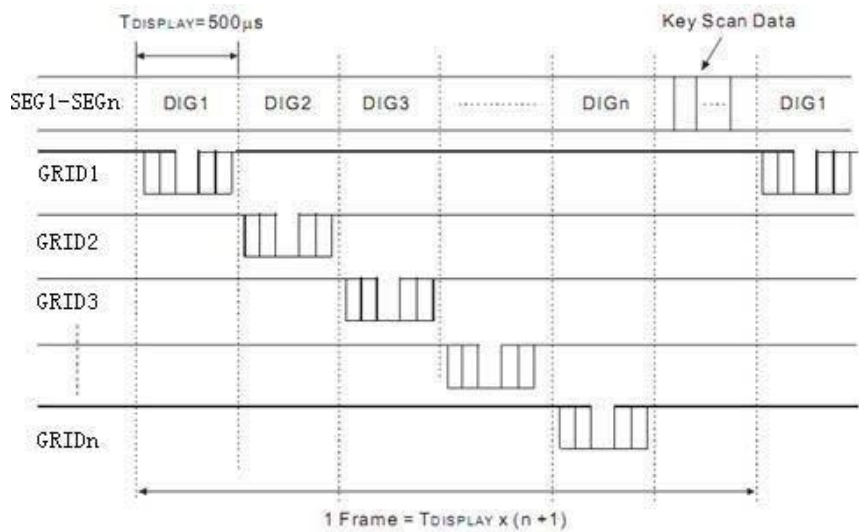 TDISPLAY=500µs
Key Scan Data
SEG1-SEGn DIG1 DIG2 DIG3 ............... DIGn .... DIG1
GRID1
GRID2
GRID3
GRIDn
1 Frame = TDISPLAY x (n +1)